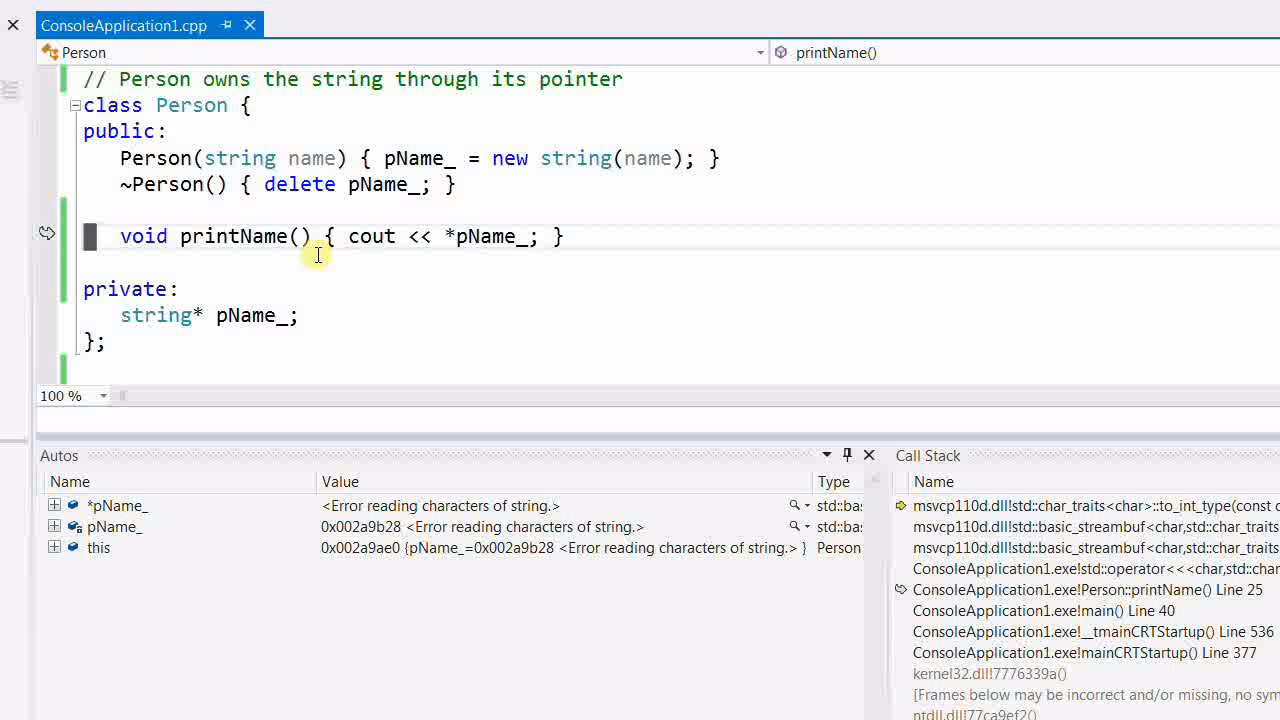 ConsoleApplication1.cpp
Person printName()
// Person owns the string through its pointer
class Person {
public:
Person(string name) { pName_ = new string(name); }
~Person() { delete pName_; }
void printName() { cout << *pName_; }
private:
string* pName_;
};
100 %
Autos
Name Value Type
*pName_ <Error reading characters of string.> std::ba
pName_ 0x002a9b28 <Error reading characters of string.> std::ba
this 0x002a9ae0 {pName_=0x002a9b28 <Error reading characters of string.> } Person
Call Stack
Name
msvcp110d.dll!std::char_traits<char>::to_int_type(const c
msvcp110d.dll!std::basic_streambuf<char,std::char_traits
msvcp110d.dll!std::basic_streambuf<char,std::char_traits
ConsoleApplication1.exe!std::operator<<<char,std::char
ConsoleApplication1.exe!Person::printName() Line 25
ConsoleApplication1.exe!main() Line 40
ConsoleApplication1.exe!__tmainCRTStartup() Line 536
ConsoleApplication1.exe!mainCRTStartup() Line 377
kernel32.dll!7776339a()
[Frames below may be incorrect and/or missing, no sym
ntdll.dll!77ca9ef2()